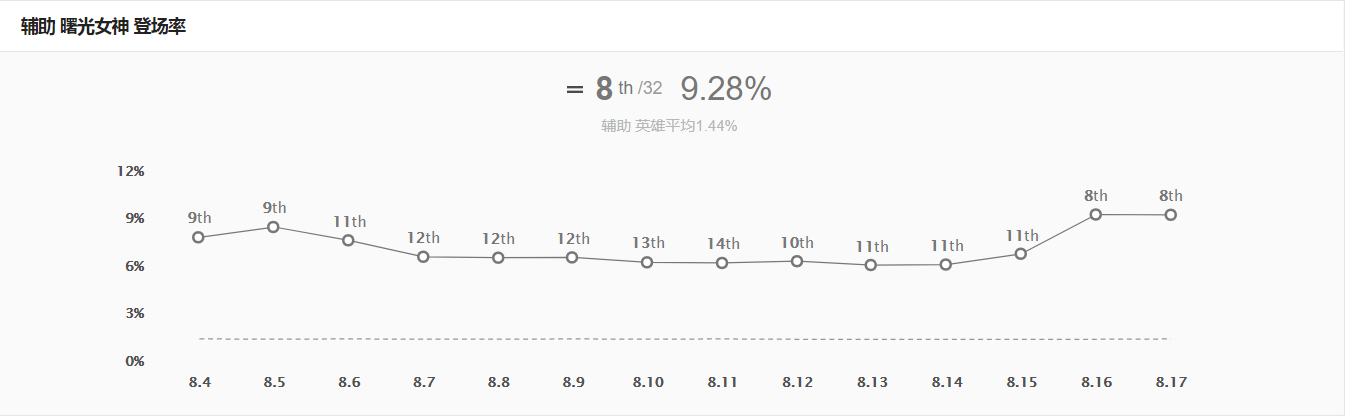 辅助 曙光女神 登场率
= 8 th /32 9.28%
辅助 英雄平均1.44%
12%
9%
6%
3%
0%
9th 9th 11th 12th 12th 12th 13th 14th 10th 11th 11th 11th 8th 8th
8.4 8.5 8.6 8.7 8.8 8.9 8.10 8.11 8.12 8.13 8.14 8.15 8.16 8.17